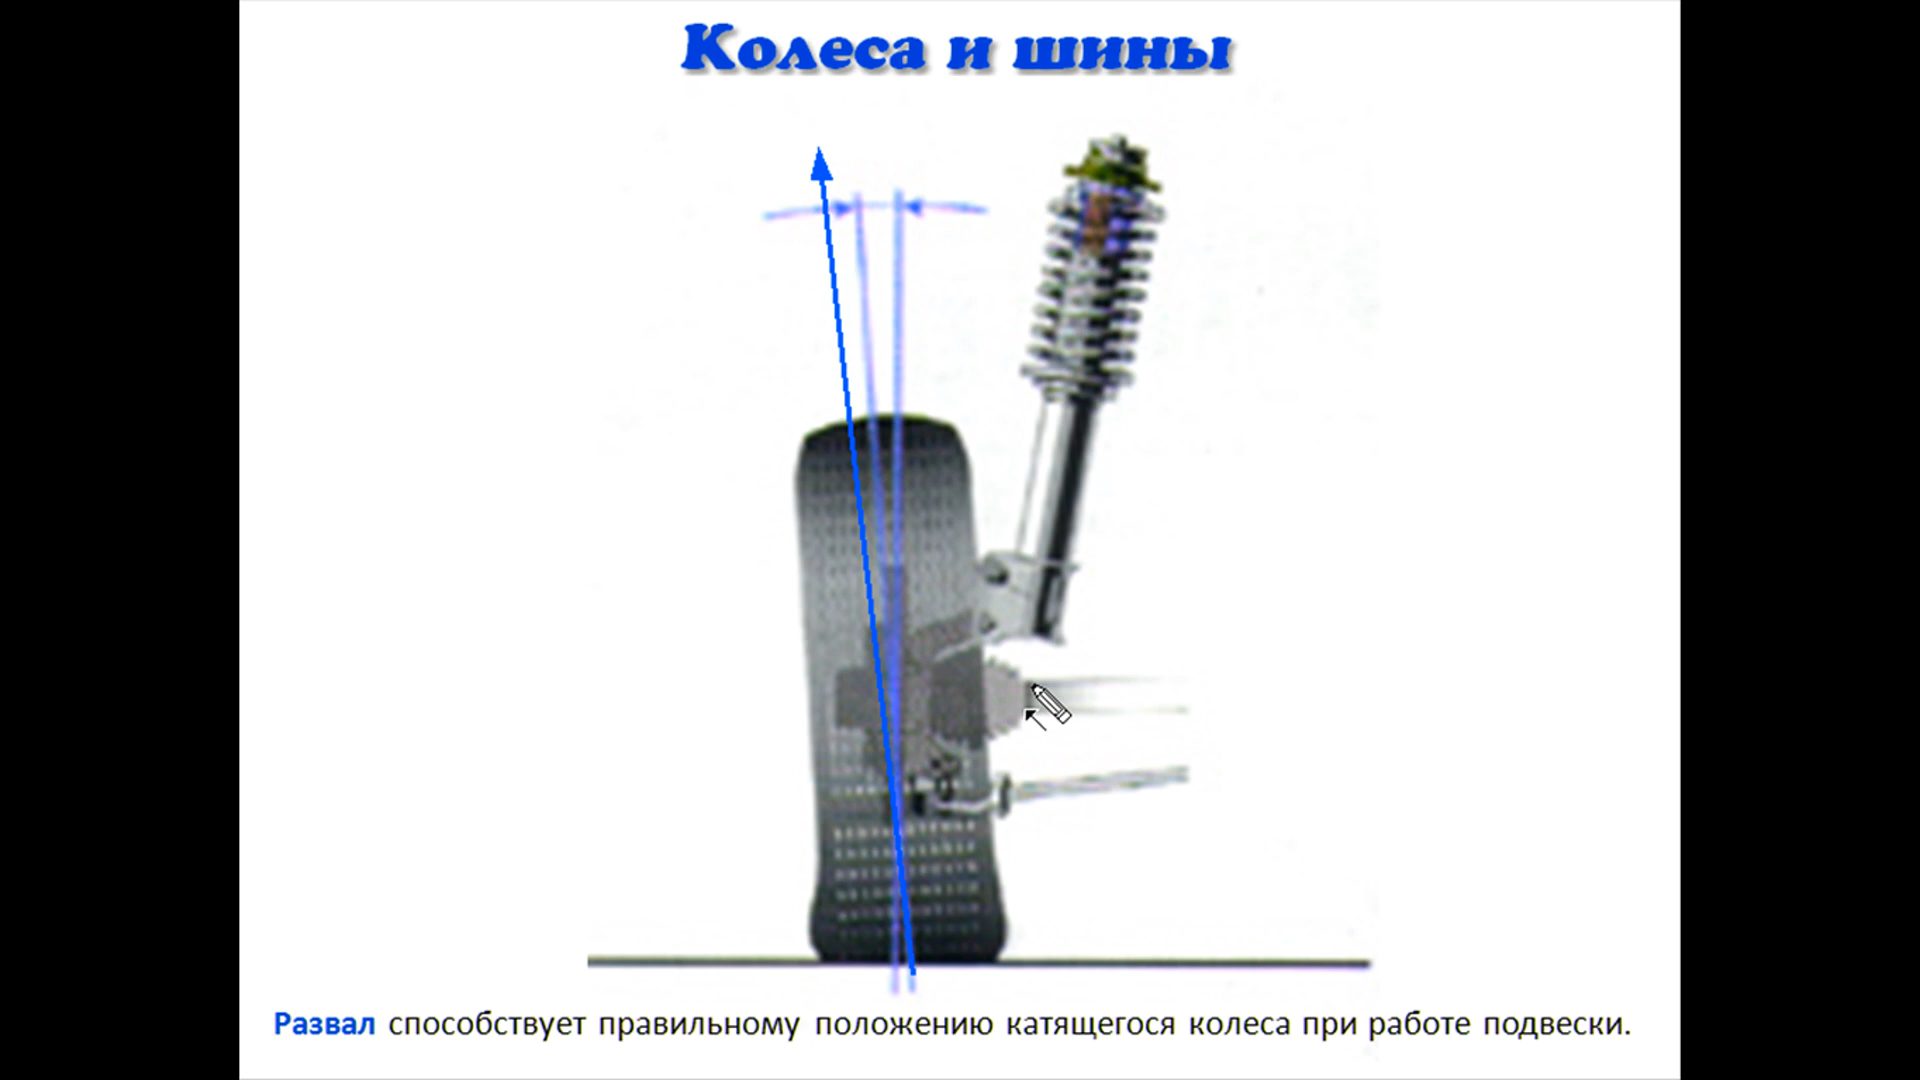 Колеса и шины
Развал способствует правильному положению катящегося колеса при работе подвески.